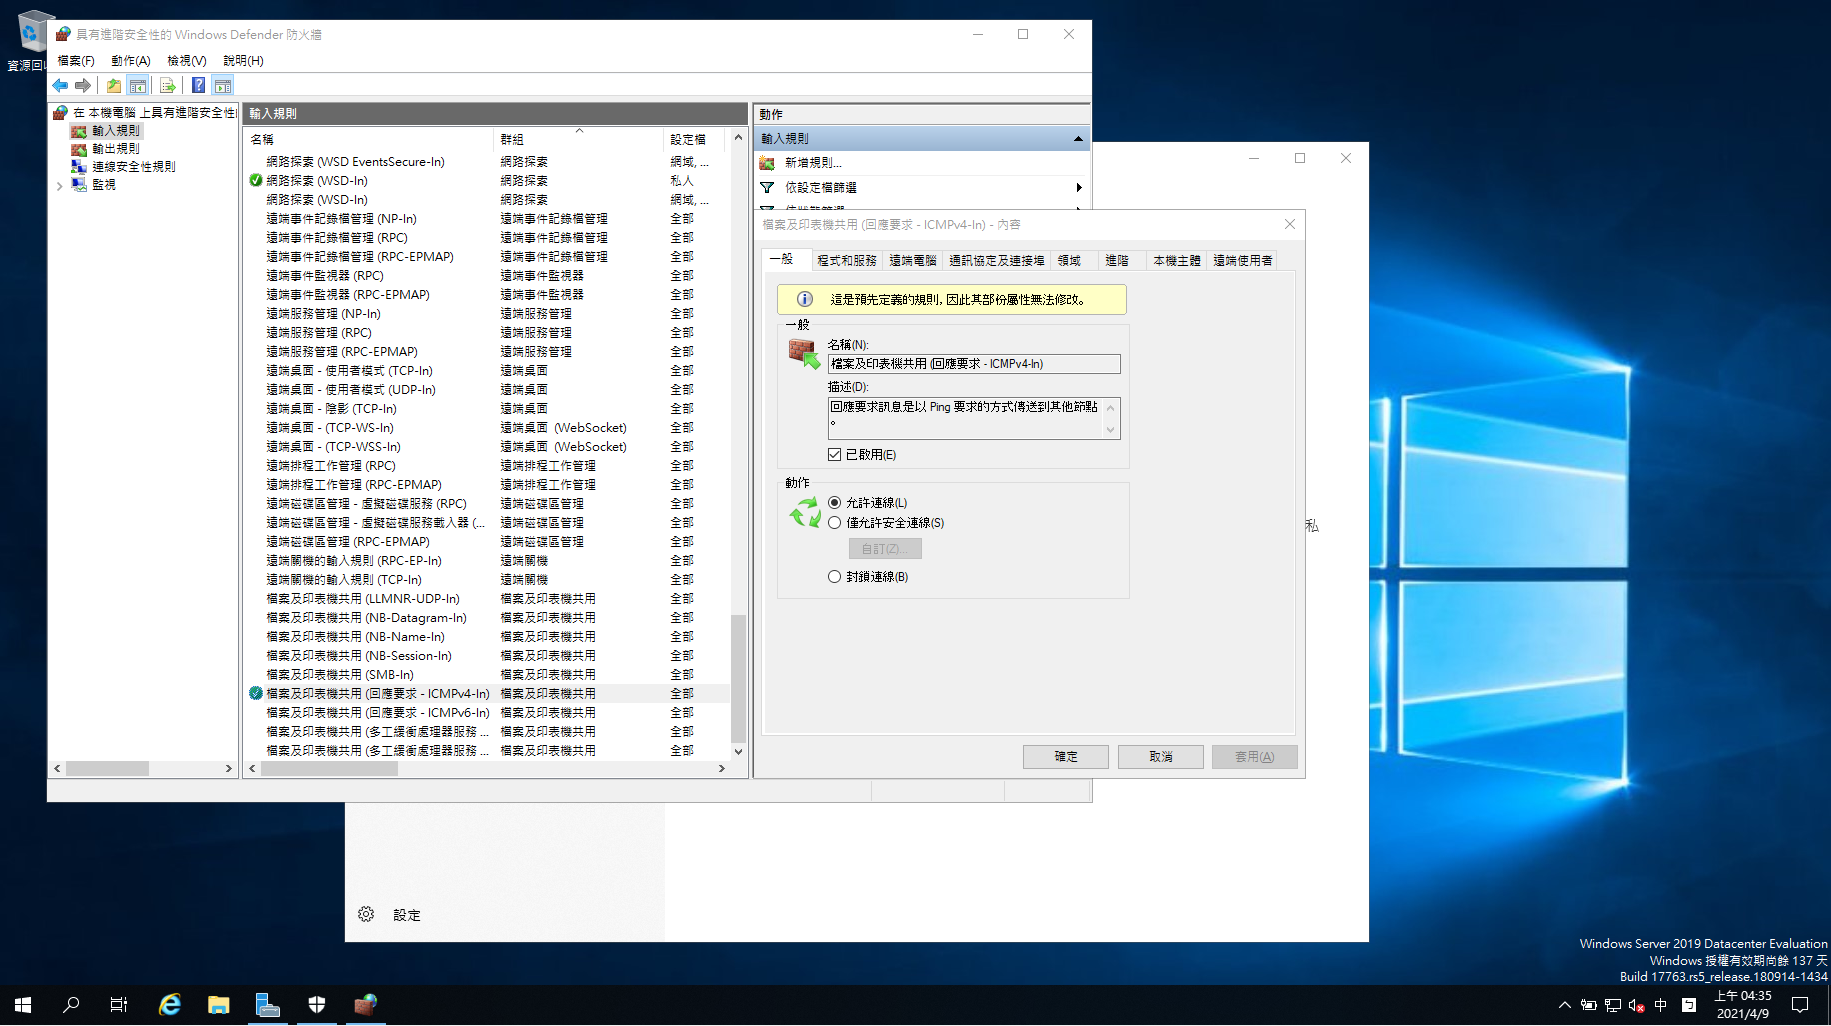 資源回
具有進階安全性的 Windows Defender 防火牆
檔案(F) 動作(A) 檢視(V) 說明(H)
在 本機電腦 上具有進階安全性
輸入規則
輸出規則
連線安全性規則
監視
輸入規則
名稱 群組 設定檔
網路探索 (WSD EventsSecure-In) 網路探索 網域, ...
網路探索 (WSD-In) 網路探索 私人
網路探索 (WSD-In) 網路探索 網域, ...
遠端事件記錄檔管理 (NP-In) 遠端事件記錄檔管理 全部
遠端事件記錄檔管理 (RPC) 遠端事件記錄檔管理 全部
遠端事件記錄檔管理 (RPC-EPMAP) 遠端事件記錄檔管理 全部
遠端事件監視器 (RPC) 遠端事件監視器 全部
遠端事件監視器 (RPC-EPMAP) 遠端事件監視器 全部
遠端服務管理 (NP-In) 遠端服務管理 全部
遠端服務管理 (RPC) 遠端服務管理 全部
遠端服務管理 (RPC-EPMAP) 遠端服務管理 全部
遠端桌面 - 使用者模式 (TCP-In) 遠端桌面 全部
遠端桌面 - 使用者模式 (UDP-In) 遠端桌面 全部
遠端桌面 - 陰影 (TCP-In) 遠端桌面 全部
遠端桌面 - (TCP-WS-In) 遠端桌面 (WebSocket) 全部
遠端桌面 - (TCP-WSS-In) 遠端桌面 (WebSocket) 全部
遠端排程工作管理 (RPC) 遠端排程工作管理 全部
遠端排程工作管理 (RPC-EPMAP) 遠端排程工作管理 全部
遠端磁碟區管理 - 虛擬磁碟服務 (RPC) 遠端磁碟區管理 全部
遠端磁碟區管理 - 虛擬磁碟服務載入器 (... 遠端磁碟區管理 全部
遠端磁碟區管理 (RPC-EPMAP) 遠端磁碟區管理 全部
遠端關機的輸入規則 (RPC-EP-In) 遠端關機 全部
遠端關機的輸入規則 (TCP-In) 遠端關機 全部
檔案及印表機共用 (LLMNR-UDP-In) 檔案及印表機共用 全部
檔案及印表機共用 (NB-Datagram-In) 檔案及印表機共用 全部
檔案及印表機共用 (NB-Name-In) 檔案及印表機共用 全部
檔案及印表機共用 (NB-Session-In) 檔案及印表機共用 全部
檔案及印表機共用 (SMB-In) 檔案及印表機共用 全部
檔案及印表機共用 (回應要求 - ICMPv4-In) 檔案及印表機共用 全部
檔案及印表機共用 (回應要求 - ICMPv6-In) 檔案及印表機共用 全部
檔案及印表機共用 (多工緩衝處理器服務 ... 檔案及印表機共用 全部
檔案及印表機共用 (多工緩衝處理器服務 ... 檔案及印表機共用 全部
動作
輸入規則
新增規則...
依設定檔篩選
檔案及印表機共用 (回應要求 - ICMPv4-In) - 內容
一般 程式和服務 遠端電腦 通訊協定及連接埠 領域 進階 本機主體 遠端使用者
這是預先定義的規則, 因此其部份屬性無法修改。
一般
名稱(N):
檔案及印表機共用 (回應要求 - ICMPv4-In)
描述(D):
回應要求訊息是以 Ping 要求的方式傳送到其他節點
。
已啟用(E)
動作
允許連線(L)
僅允許安全連線(S)
自訂(Z)...
封鎖連線(B)
確定 取消 套用(A)
私
設定
Windows Server 2019 Datacenter Evaluation
Windows 授權有效期尚餘 137 天
Build 17763.rs5_release.180914-1434
中
上午 04:35
2021/4/9